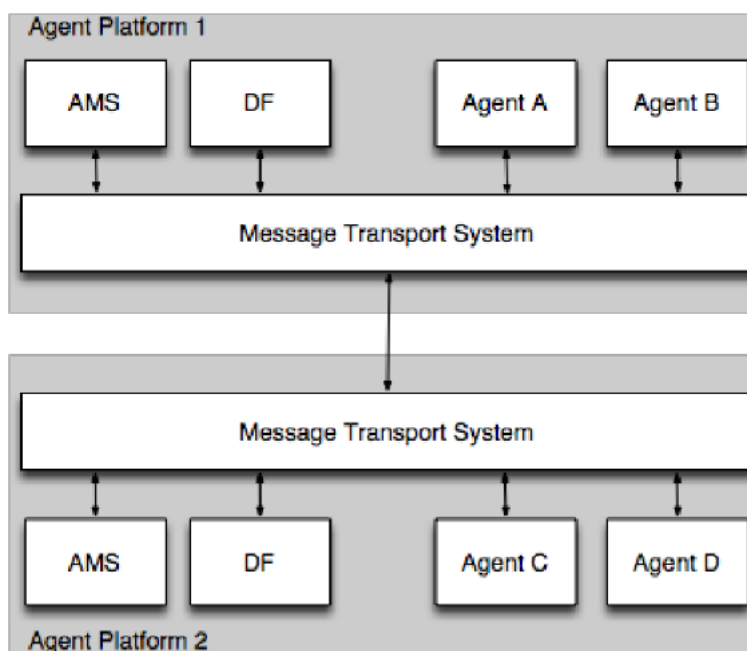 Agent Platform 1
AMS
DF
Agent A
Agent B
Message Transport System
Message Transport System
AMS
DF
Agent C
Agent D
Agent Platform 2